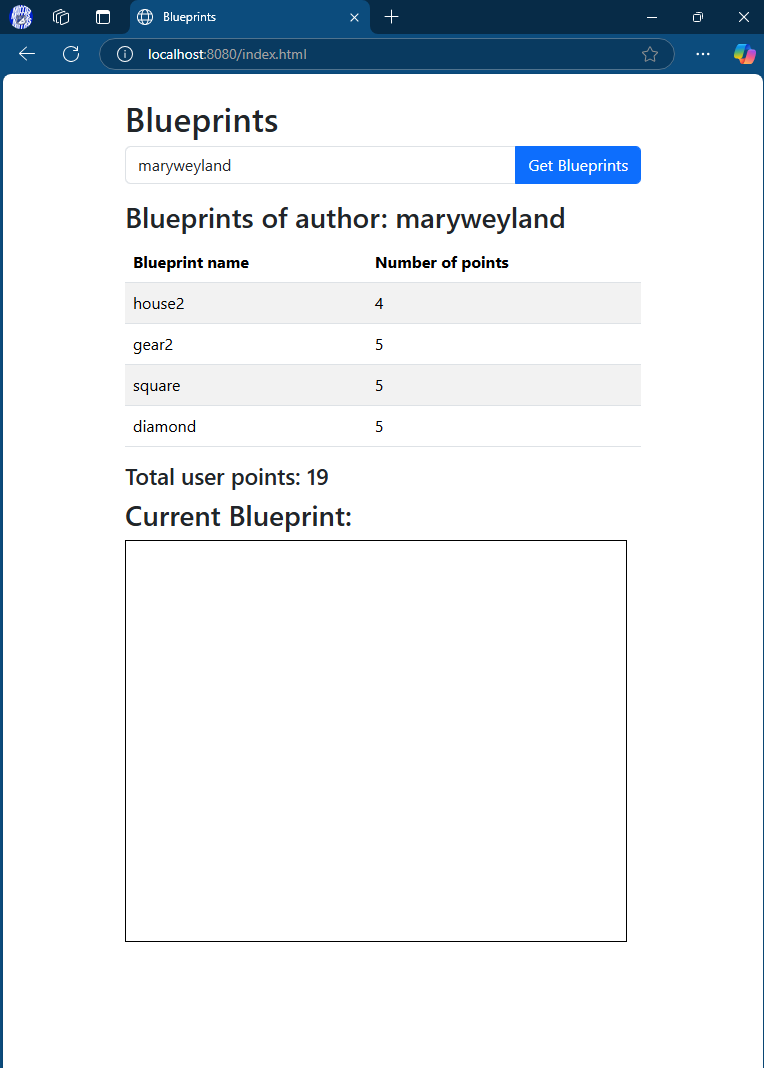 Blueprints
localhost:8080/index.html
Blueprints
maryweyland Get Blueprints
Blueprints of author: maryweyland
Blueprint name Number of points
house2 4
gear2 5
square 5
diamond 5
Total user points: 19
Current Blueprint: